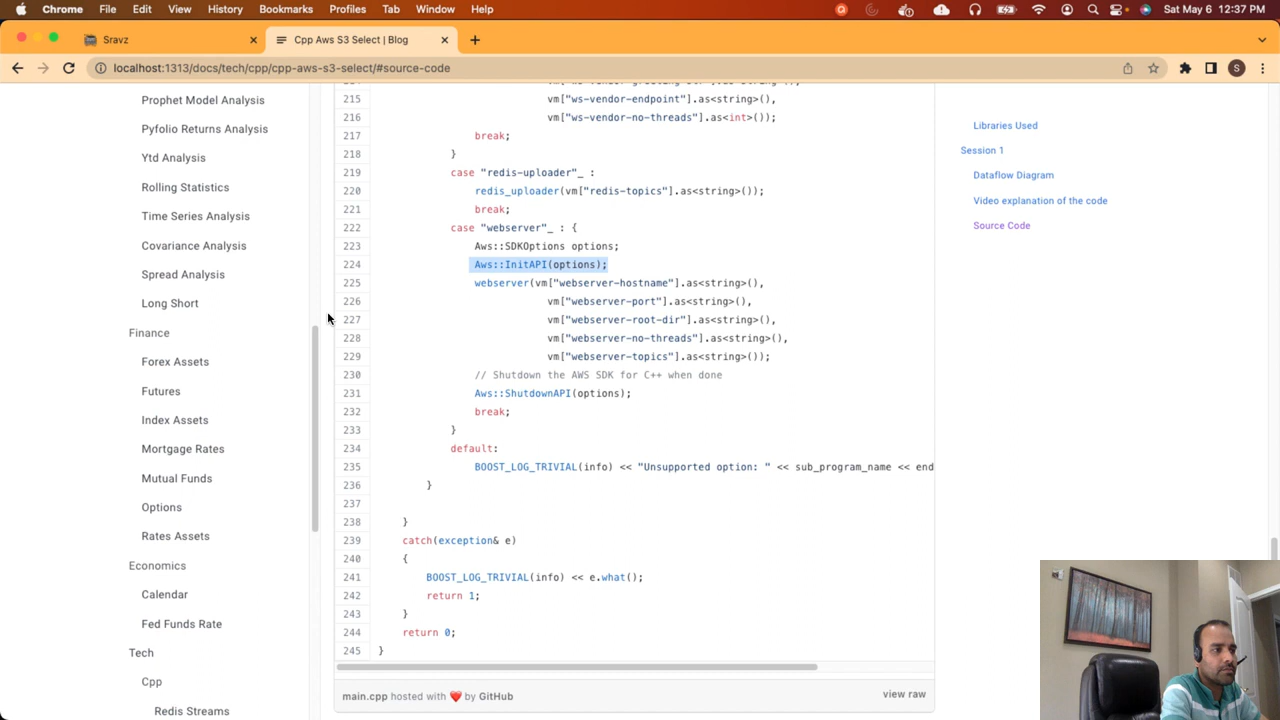 Chrome File Edit View History Bookmarks Profiles Tab Window Help Sat May 6 12:37 PM
Sravz Cpp Aws S3 Select | Blog
localhost:1313/docs/tech/cpp/cpp-aws-s3-select/#source-code S
Prophet Model Analysis
Pyfolio Returns Analysis
Ytd Analysis
Rolling Statistics
Time Series Analysis
Covariance Analysis
Spread Analysis
Long Short
Finance
Forex Assets
Futures
Index Assets
Mortgage Rates
Mutual Funds
Options
Rates Assets
Economics
Calendar
Fed Funds Rate
Tech
Cpp
Redis Streams
215 vm["ws-vendor-endpoint"].as<string>(),
216 vm["ws-vendor-no-threads"].as<int>());
217 break;
218 }
219 case "redis-uploader"_ :
220 redis_uploader(vm["redis-topics"].as<string>());
221 break;
222 case "webserver"_ : {
223 Aws::SDKOptions options;
224 Aws::InitAPI(options);
225 webserver(vm["webserver-hostname"].as<string>(),
226 vm["webserver-port"].as<string>(),
227 vm["webserver-root-dir"].as<string>(),
228 vm["webserver-no-threads"].as<string>(),
229 vm["webserver-topics"].as<string>());
230 // Shutdown the AWS SDK for C++ when done
231 Aws::ShutdownAPI(options);
232 break;
233 }
234 default:
235 BOOST_LOG_TRIVIAL(info) << "Unsupported option: " << sub_program_name << end
236 }
237
238 }
239 catch(exception& e)
240 {
241 BOOST_LOG_TRIVIAL(info) << e.what();
242 return 1;
243 }
244 return 0;
245 }
main.cpp hosted with ❤ by GitHub view raw
Libraries Used
Session 1
Dataflow Diagram
Video explanation of the code
Source Code